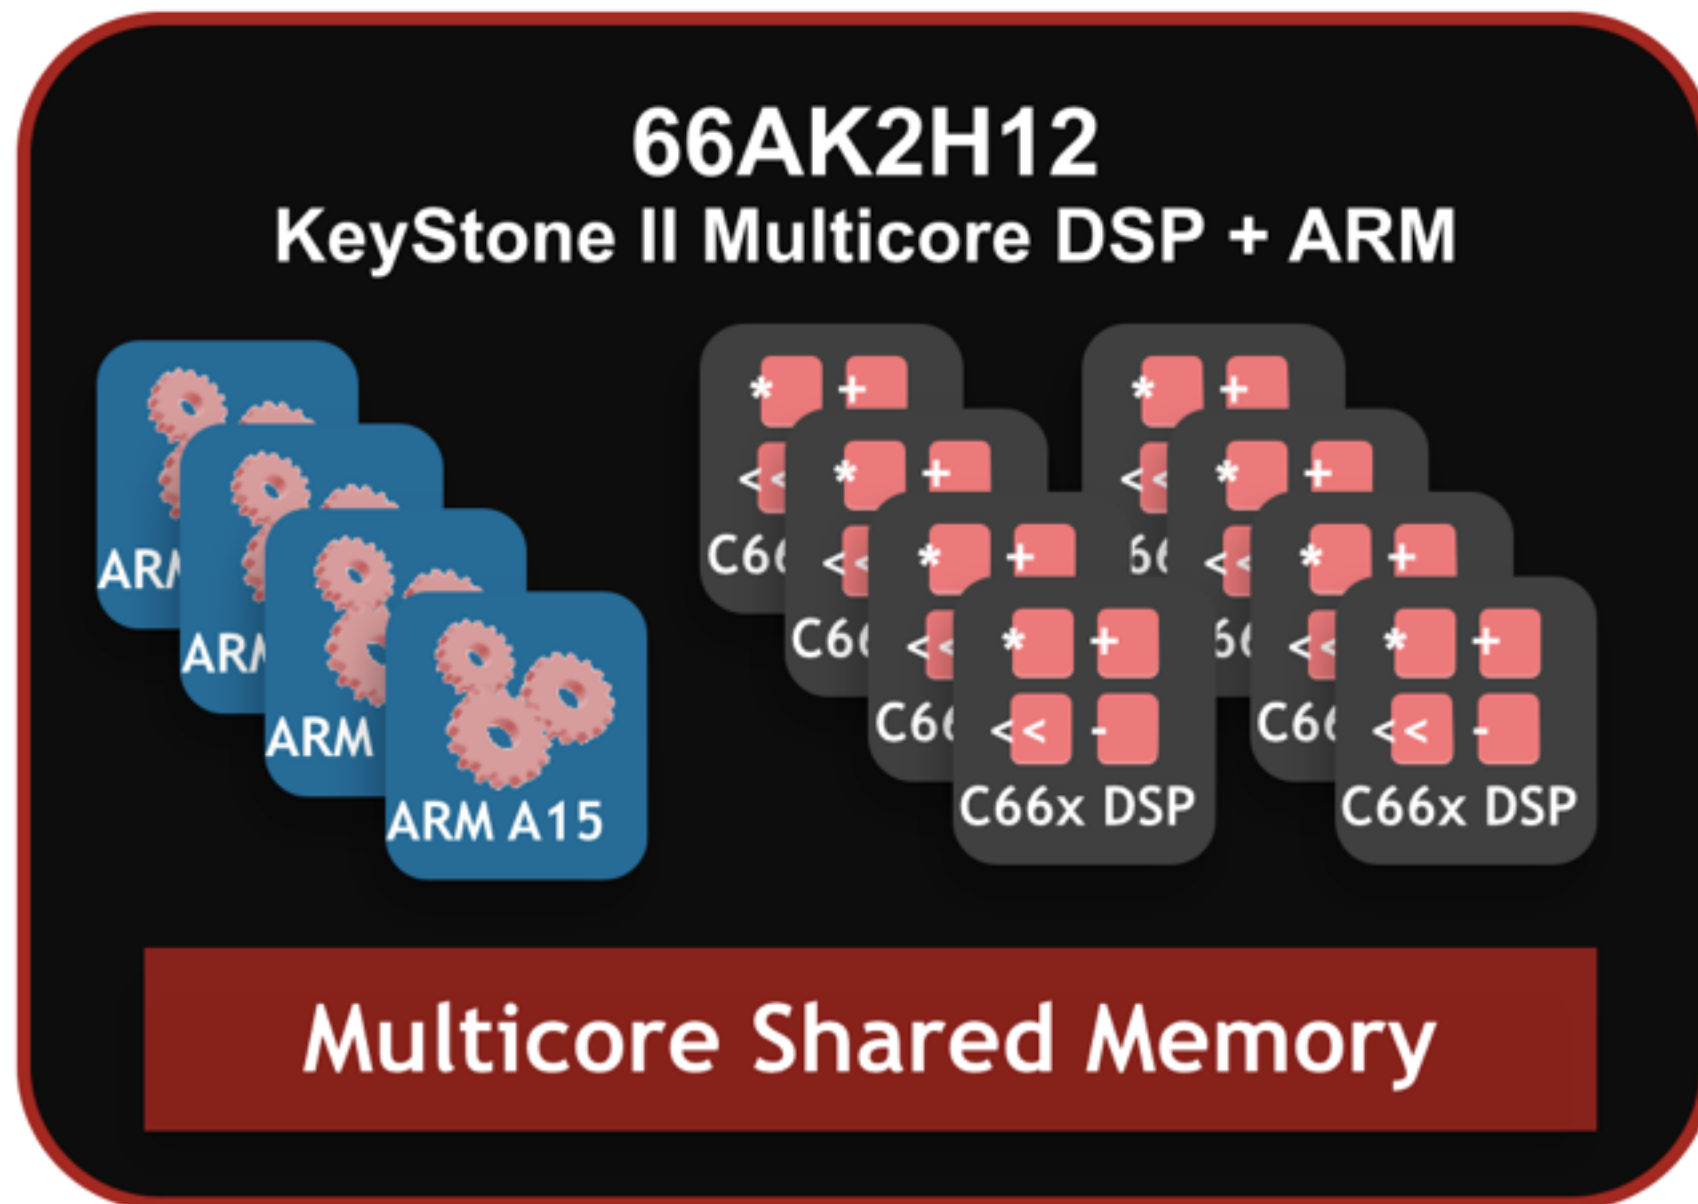 66AK2H12
KeyStone II Multicore DSP + ARM
* +
* +
* +
* +
* +
* +
* +
* +
<< -
<< -
ARM
ARM A15
C66x DSP
C66x DSP
Multicore Shared Memory